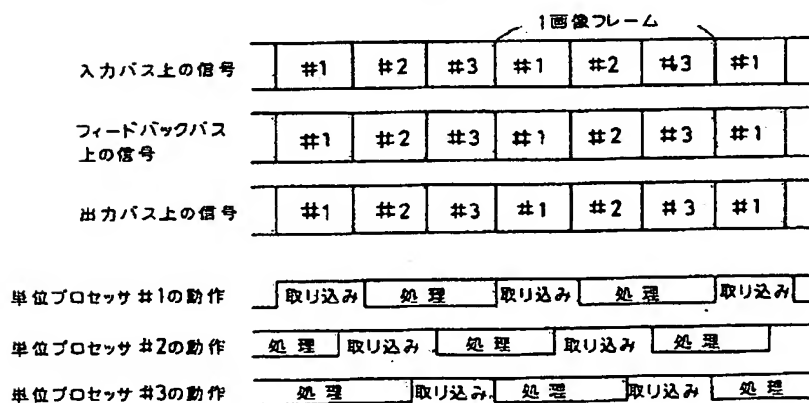 1画像フレーム
入力バス上の信号 #1 #2 #3 #1 #2 #3 #1
フィードバックバス
上の信号 #1 #2 #3 #1 #2 #3 #1
出力バス上の信号 #1 #2 #3 #1 #2 #3 #1
単位プロセッサ #1の動作 取り込み 処理 取り込み 処理 取り込み
単位プロセッサ #2の動作 処理 取り込み 処理 取り込み 処理
単位プロセッサ #3の動作 処理 取り込み 処理 取り込み 処理